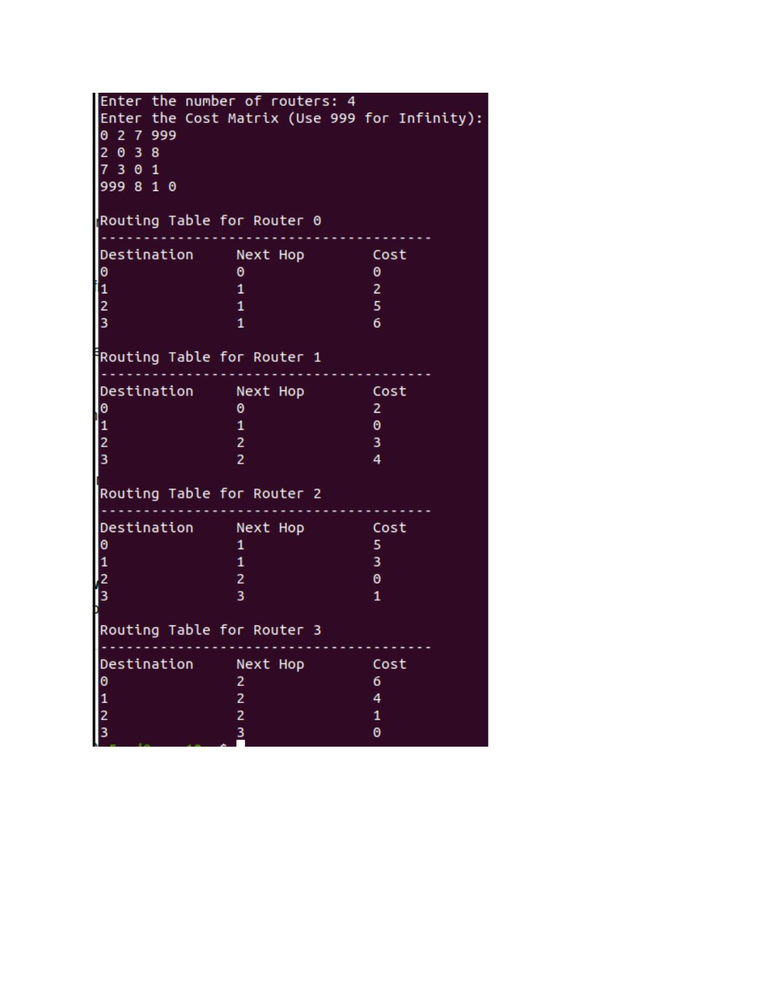 Enter the number of routers: 4
Enter the Cost Matrix (Use 999 for Infinity):
0 2 7 999
2 0 3 8
7 3 0 1
999 8 1 0
Routing Table for Router 0
---------------------------------------
Destination Next Hop Cost
0 0 0
1 1 2
2 1 5
3 1 6
Routing Table for Router 1
---------------------------------------
Destination Next Hop Cost
0 0 2
1 1 0
2 2 3
3 2 4
Routing Table for Router 2
---------------------------------------
Destination Next Hop Cost
0 1 5
1 1 3
2 2 0
3 3 1
Routing Table for Router 3
---------------------------------------
Destination Next Hop Cost
0 2 6
1 2 4
2 2 1
3 3 0